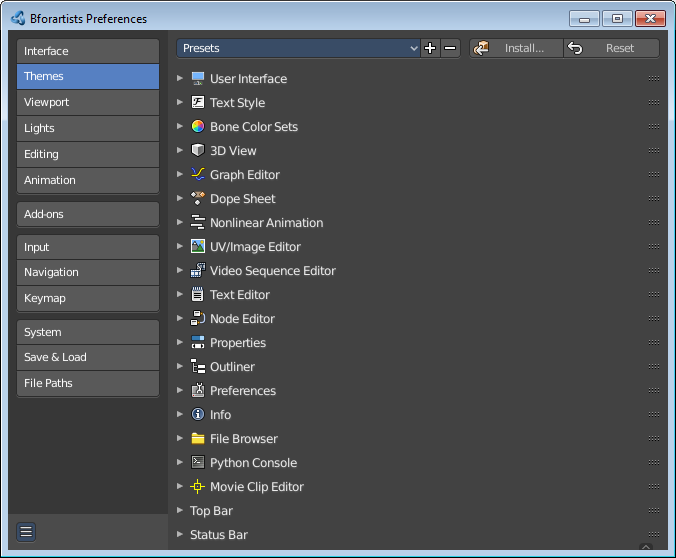 Bforartists Preferences
Interface
Themes
Viewport
Lights
Editing
Animation
Add-ons
Input
Navigation
Keymap
System
Save & Load
File Paths
Presets
Install...
Reset
User Interface
Text Style
Bone Color Sets
3D View
Graph Editor
Dope Sheet
Nonlinear Animation
UV/Image Editor
Video Sequence Editor
Text Editor
Node Editor
Properties
Outliner
Preferences
Info
File Browser
Python Console
Movie Clip Editor
Top Bar
Status Bar